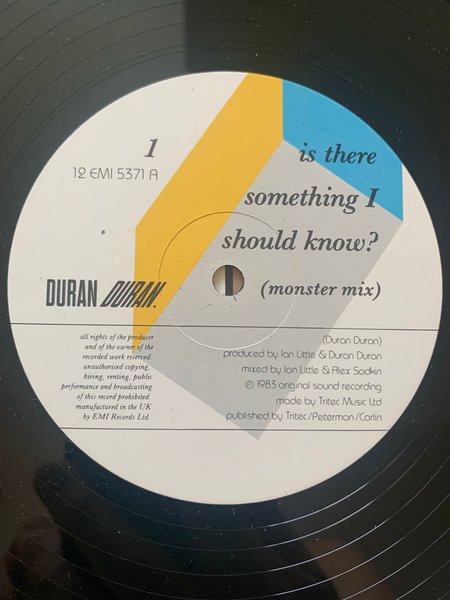 1
12 EMI 5371 A
is there
something I
should know?
(monster mix)
DURAN DURAN.
all rights of the producer
and of the owner of the
recorded work reserved.
unauthorised copying,
hiring, renting, public
performance and broadcasting
of this record prohibited.
manufactured in the UK
by EMI Records Ltd.
(Duran Duran)
produced by Ian Little & Duran Duran
mixed by Ian Little & Alex Sadkin
℗ 1983 original sound recording
made by Tritec Music Ltd
published by Tritec/Peterman/Carlin